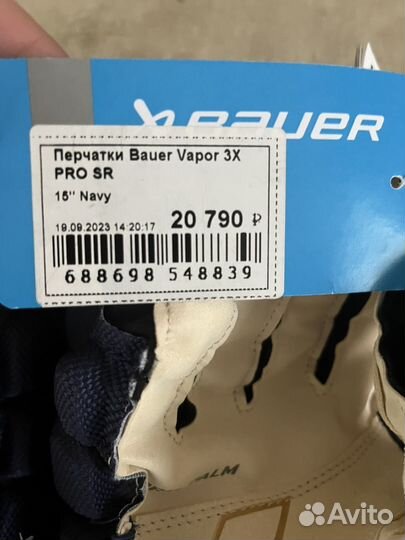 BAUER
Перчатки Bauer Vapor 3X
PRO SR
15'' Navy
19.09.2023 14:20:17 20 790 ₽
688698 548839
PALM
Avito